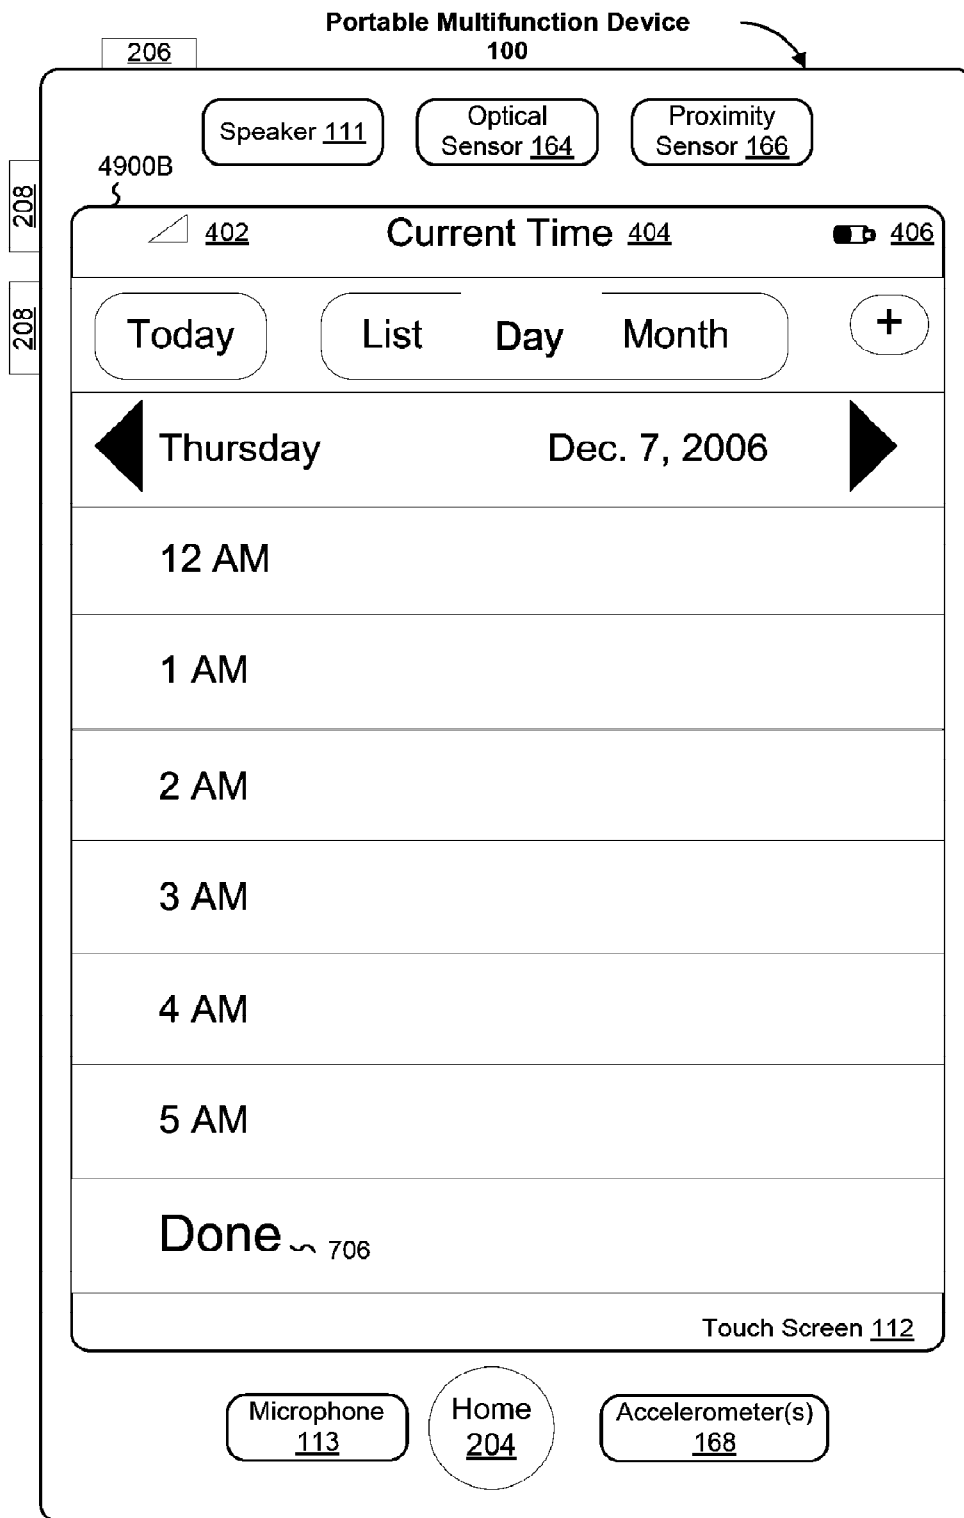 Portable Multifunction Device
100
206
Speaker 111
Optical
Sensor 164
Proximity
Sensor 166
4900B
208
208
402
Current Time 404
406
Today
List
Day
Month
+
Thursday
Dec. 7, 2006
12 AM
1 AM
2 AM
3 AM
4 AM
5 AM
Done
706
Touch Screen 112
Microphone
113
Home
204
Accelerometer(s)
168